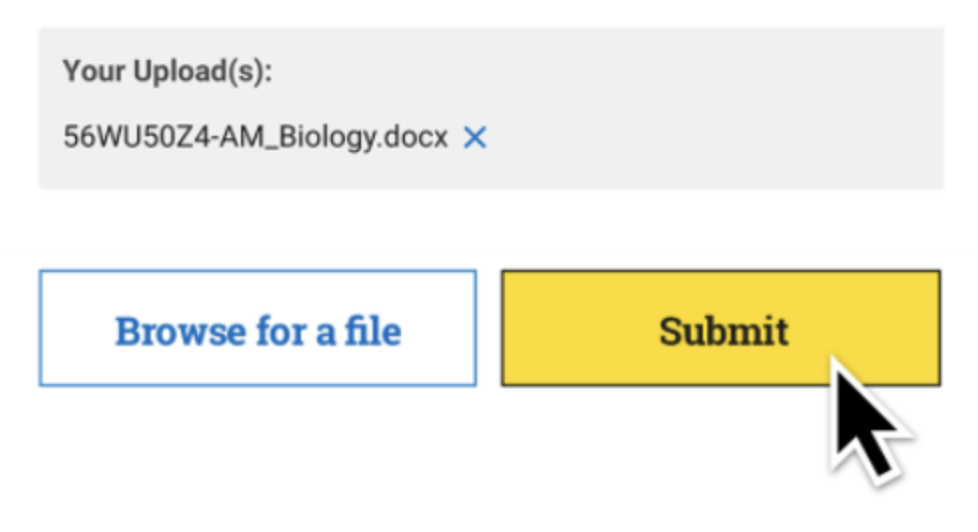 Your Upload(s):
56WU50Z4-AM_Biology.docx ×
Browse for a file
Submit